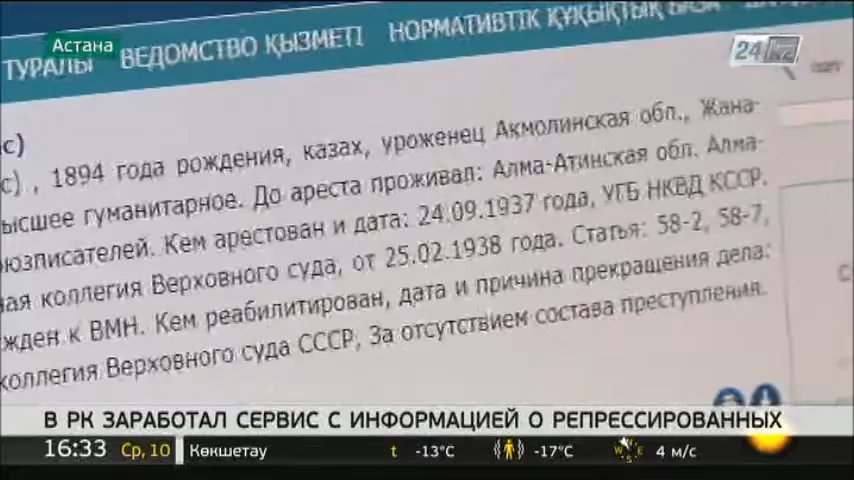 Астана
24KZ
ТУРАЛЫ ВЕДОМСТВО ҚЫЗМЕТІ НОРМАТИВТІК ҚҰҚЫҚТЫҚ
с)
с) , 1894 года рождения, казах, уроженец Акмолинская обл., Жана-
ысшее гуманитарное. До ареста проживал: Алма-Атинская обл. Алма-
юзписателей. Кем арестован и дата: 24.09.1937 года, УГБ НКВД КССР.
ная коллегия Верховного суда, от 25.02.1938 года. Статья: 58-2, 58-7,
жден к ВМН. Кем реабилитирован, дата и причина прекращения дела:
коллегия Верховного суда СССР, За отсутствием состава преступления.
В РК ЗАРАБОТАЛ СЕРВИС С ИНФОРМАЦИЕЙ О РЕПРЕССИРОВАННЫХ
16:33 Ср, 10 Көкшетау t -13°C -17°C 4 м/с